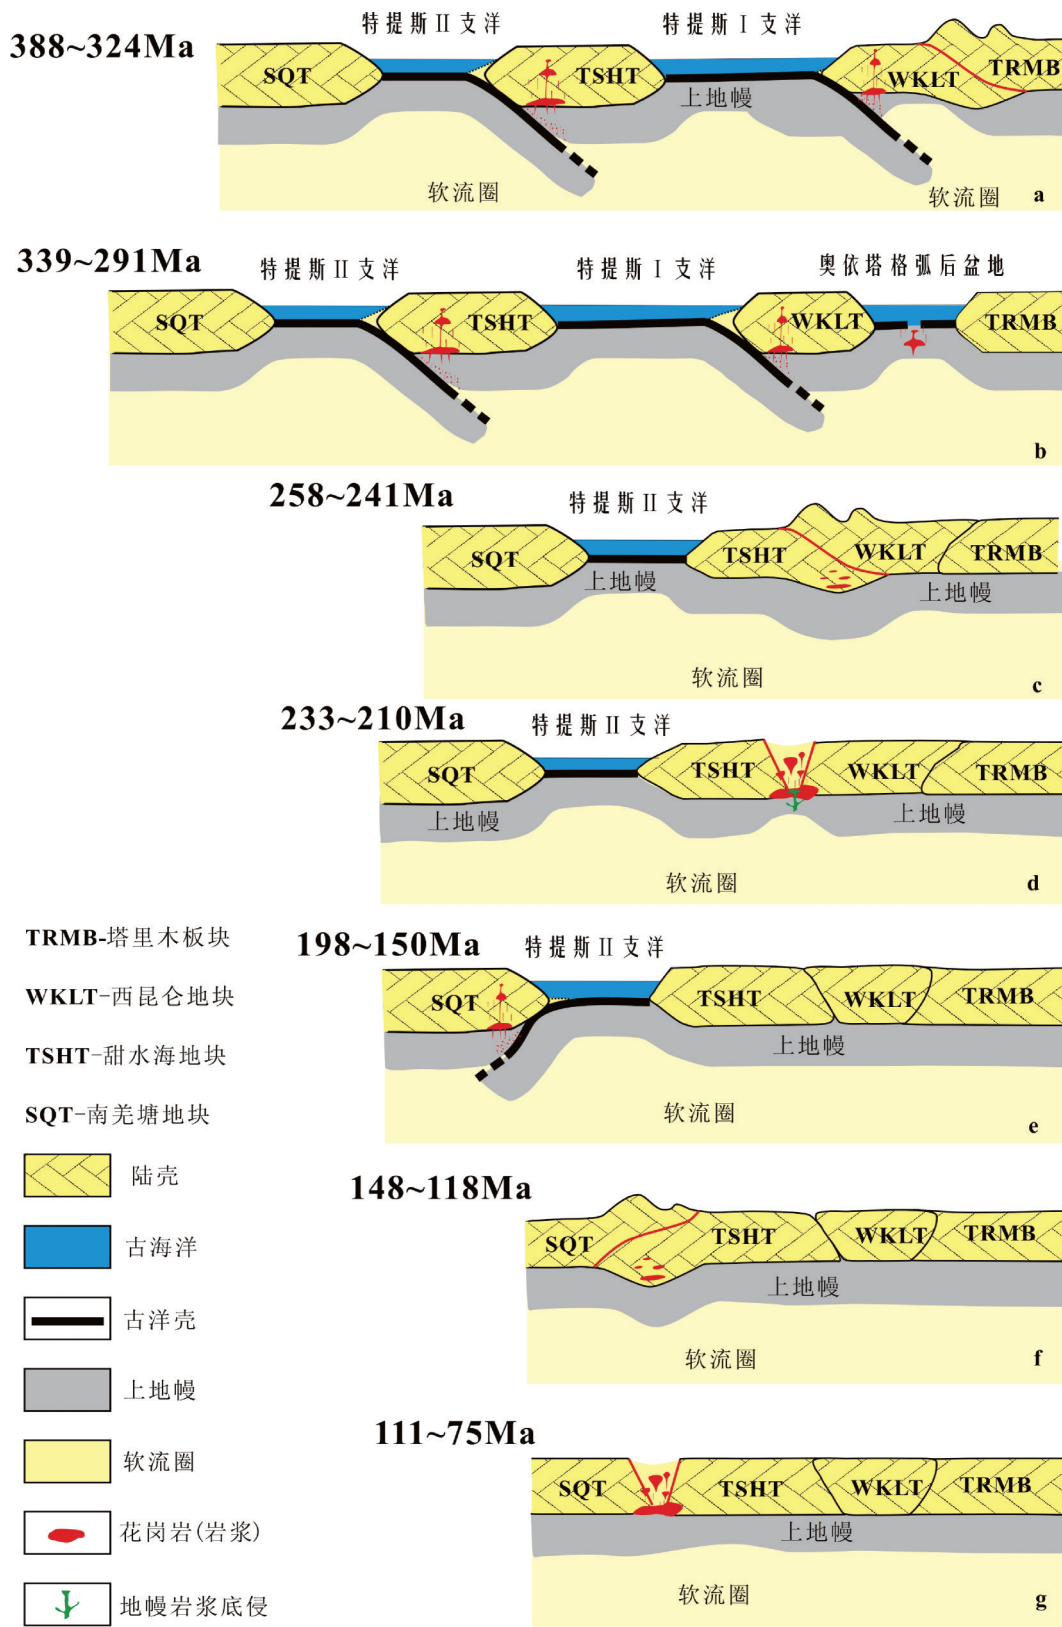 特提斯II支洋 特提斯I支洋
388~324Ma
SQT TSHT WKLT TRMB
上地幔
软流圈 软流圈 a
339~291Ma
特提斯II支洋 特提斯I支洋 奥依塔格弧后盆地
SQT TSHT WKLT TRMB
b
258~241Ma
特提斯II支洋
SQT TSHT WKLT TRMB
上地幔 上地幔
软流圈 c
233~210Ma
特提斯II支洋
SQT TSHT WKLT TRMB
上地幔 上地幔
软流圈 d
198~150Ma
特提斯II支洋
SQT TSHT WKLT TRMB
上地幔
软流圈 e
148~118Ma
SQT TSHT WKLT TRMB
上地幔
软流圈 f
111~75Ma
SQT TSHT WKLT TRMB
上地幔
软流圈 g
TRMB-塔里木板块
WKLT-西昆仑地块
TSHT-甜水海地块
SQT-南羌塘地块
陆壳
古海洋
古洋壳
上地幔
软流圈
花岗岩(岩浆)
地幔岩浆底侵